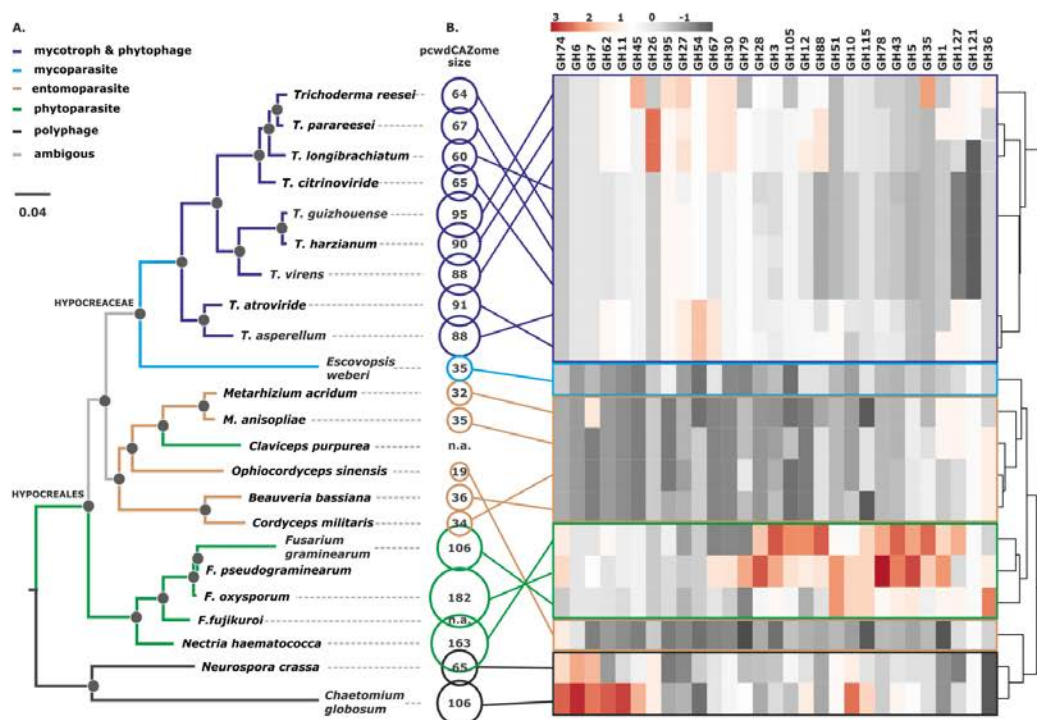 A.
mycotroph & phytophage
mycoparasite
entomoparasite
phytoparasite
polyphage
ambigous
0.04
HYPOCREACEAE
HYPOCREALES
Trichoderma reesei
T. parareesei
T. longibrachiatum
T. citrinoviride
T. guizhouense
T. harzianum
T. virens
T. atroviride
T. asperellum
Escovopsis
weberi
Metarhizium acridum
M. anisopliae
Claviceps purpurea
Ophiocordyceps sinensis
Beauveria bassiana
Cordyceps militaris
Fusarium
graminearum
F. pseudograminearum
F. oxysporum
F.fujikuroi
Nectria haematococca
Neurospora crassa
Chaetomium
globosum
B.
pcwdCAZome
size
64
67
60
65
95
90
88
91
88
35
32
35
n.a.
19
36
34
106
182
n.a.
163
65
106
3 2 1 0 -1
GH74
GH6
GH7
GH62
GH11
GH45
GH26
GH95
GH27
GH54
GH67
GH30
GH79
GH28
GH3
GH105
GH12
GH88
GH51
GH10
GH115
GH78
GH43
GH5
GH35
GH1
GH127
GH121
GH36